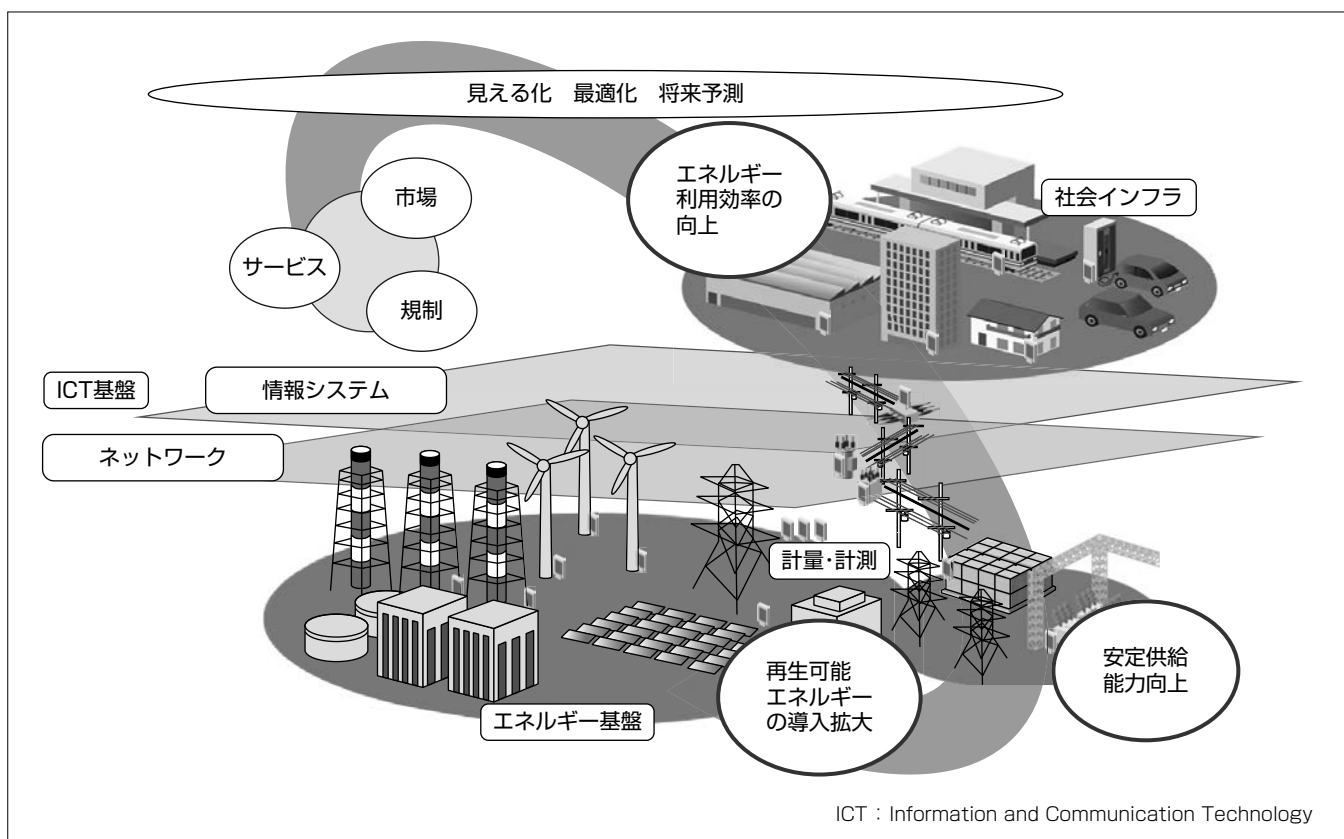 見える化　最適化　将来予測
エネルギー
利用効率の
向上
社会インフラ
市場
サービス
規制
ICT基盤
情報システム
ネットワーク
計量・計測
再生可能
エネルギー
の導入拡大
安定供給
能力向上
エネルギー基盤
ICT：Information and Communication Technology